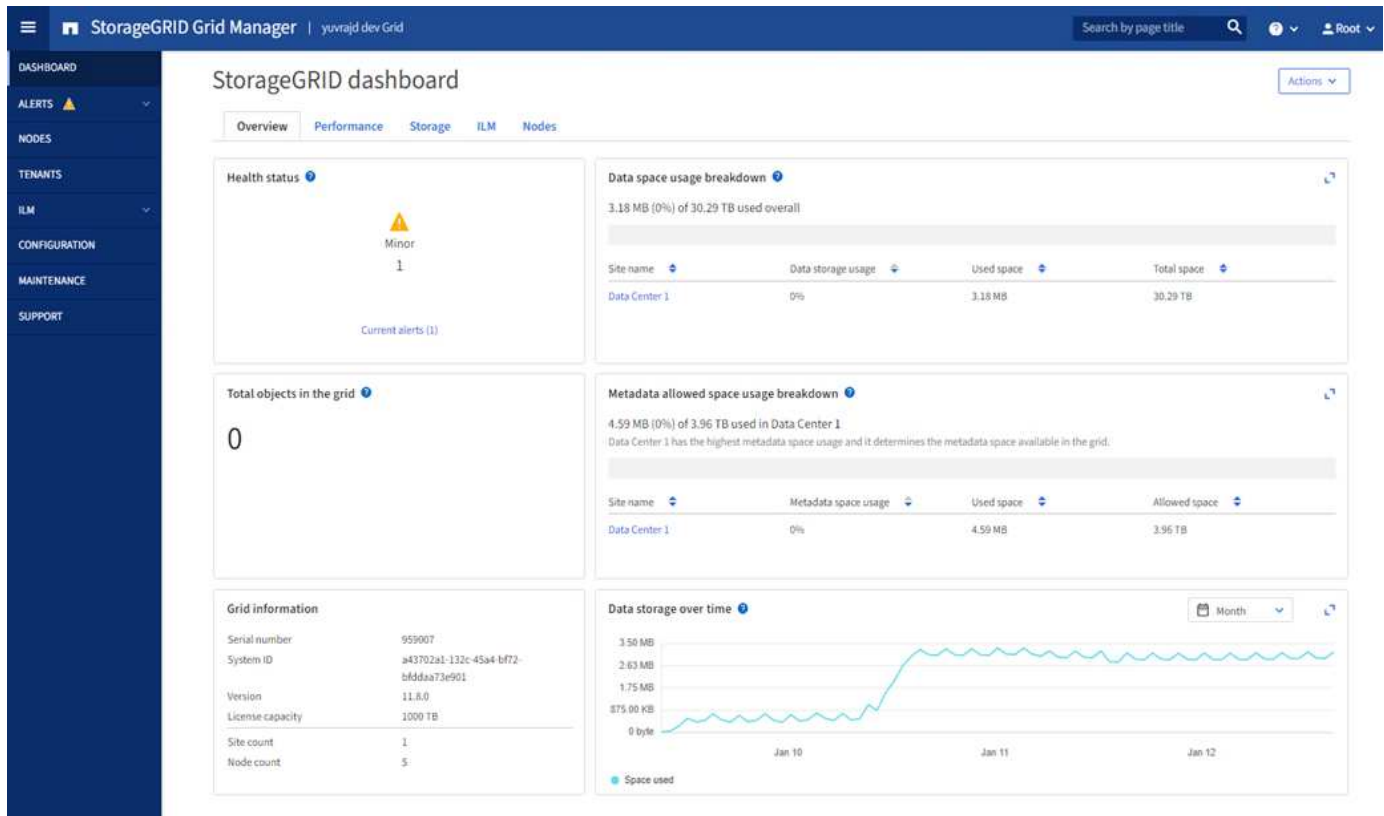 StorageGRID Grid Manager | yuvrajd dev Grid
Search by page title
Root
DASHBOARD
ALERTS
NODES
TENANTS
ILM
CONFIGURATION
MAINTENANCE
SUPPORT
StorageGRID dashboard
Actions
Overview Performance Storage ILM Nodes
Health status
Minor
1
Current alerts (1)
Data space usage breakdown
3.18 MB (0%) of 30.29 TB used overall
Site name Data storage usage Used space Total space
Data Center 1 0% 3.18 MB 30.29 TB
Total objects in the grid
0
Metadata allowed space usage breakdown
4.59 MB (0%) of 3.96 TB used in Data Center 1
Data Center 1 has the highest metadata space usage and it determines the metadata space available in the grid.
Site name Metadata space usage Used space Allowed space
Data Center 1 0% 4.59 MB 3.96 TB
Grid information
Serial number 959007
System ID a43702a1-132c-45a4-bf72-
bfddaa73e901
Version 11.8.0
License capacity 1000 TB
Site count 1
Node count 5
Data storage over time
Month
3.50 MB
2.63 MB
1.75 MB
875.00 KB
0 byte
Jan 10 Jan 11 Jan 12
Space used